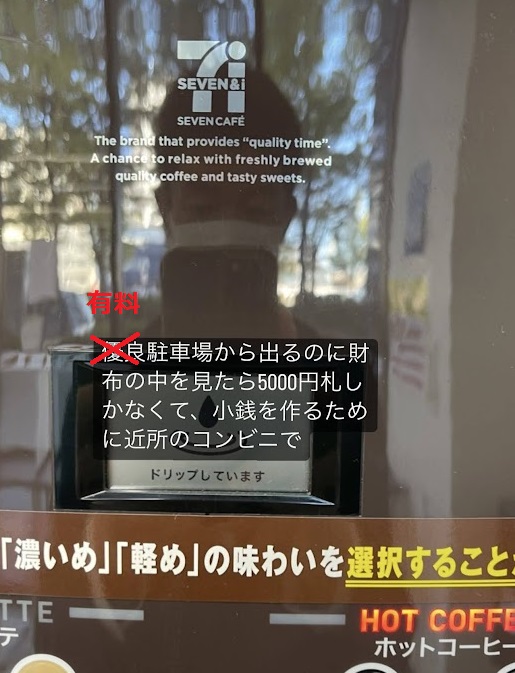 SEVEN&i
SEVEN CAFÉ
The brand that provides “quality time”.
A chance to relax with freshly brewed
quality coffee and tasty sweets.
有料
優良駐車場から出るのに財
布の中を見たら5000円札し
かなくて、小銭を作るため
に近所のコンビニで
ドリップしています
「濃いめ」「軽め」の味わいを選択すること
TTE
HOT COFFE
テ
ホットコーヒー